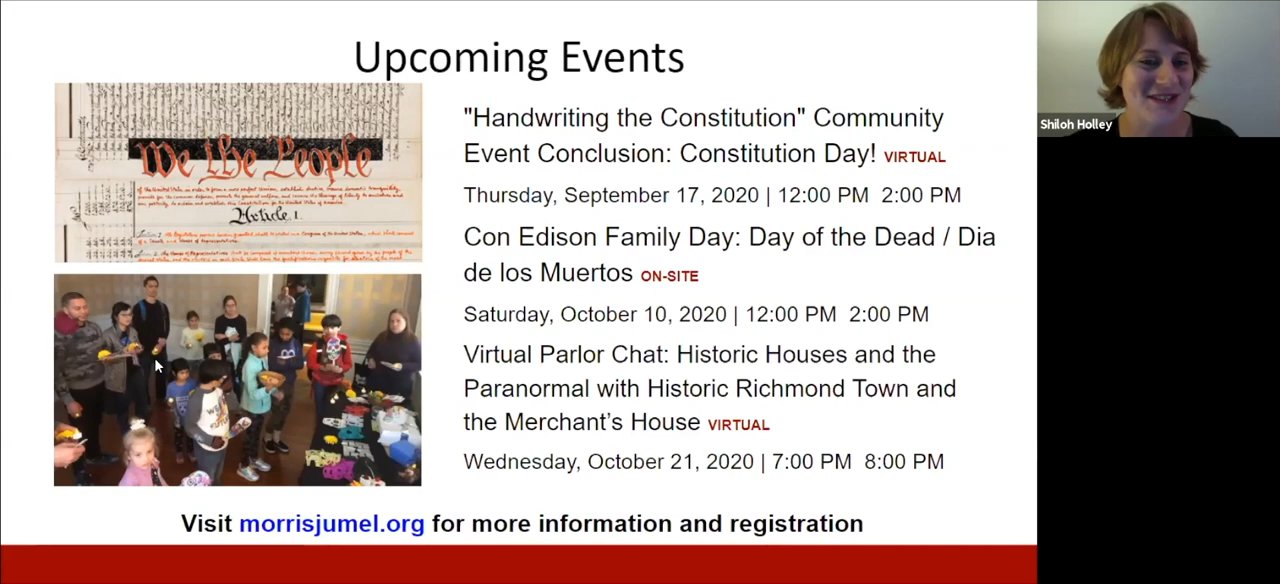 Upcoming Events
We the People
Article. I.
"Handwriting the Constitution" Community
Event Conclusion: Constitution Day! VIRTUAL
Thursday, September 17, 2020 | 12:00 PM 2:00 PM
Con Edison Family Day: Day of the Dead / Dia
de los Muertos ON-SITE
Saturday, October 10, 2020 | 12:00 PM 2:00 PM
Virtual Parlor Chat: Historic Houses and the
Paranormal with Historic Richmond Town and
the Merchant’s House VIRTUAL
Wednesday, October 21, 2020 | 7:00 PM 8:00 PM
Visit morrisjumel.org for more information and registration
Shiloh Holley